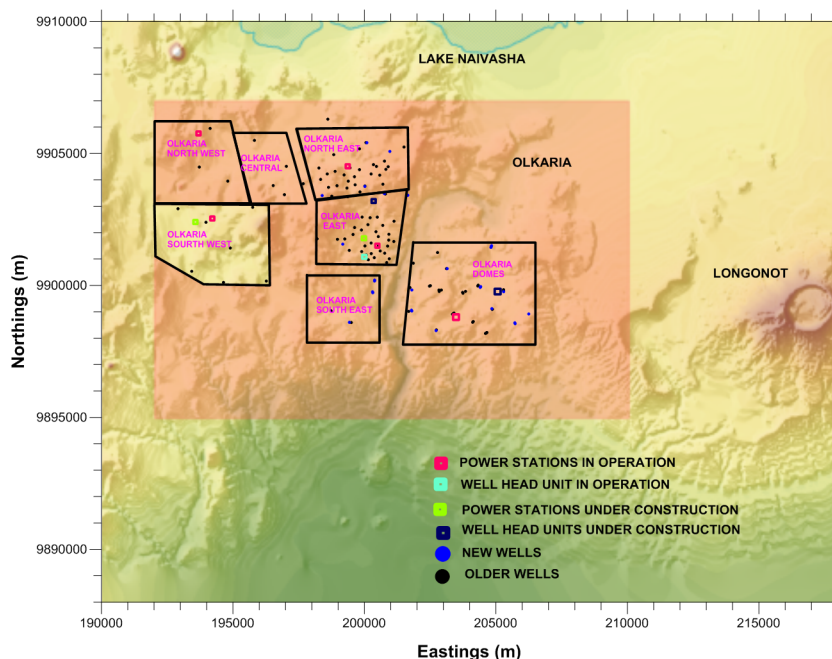 9910000
LAKE NAIVASHA
OLKARIA
NORTH WEST
OLKARIA
CENTRAL
OLKARIA
NORTH EAST
9905000
OLKARIA
OLKARIA
SOURTH WEST
OLKARIA
EAST
OLKARIA
DOMES
LONGONOT
9900000
OLKARIA
SOUTH EAST
Northings (m)
9895000
POWER STATIONS IN OPERATION
WELL HEAD UNIT IN OPERATION
POWER STATIONS UNDER CONSTRUCTION
WELL HEAD UNITS UNDER CONSTRUCTION
NEW WELLS
OLDER WELLS
9890000
190000 195000 200000 205000 210000 215000
Eastings (m)